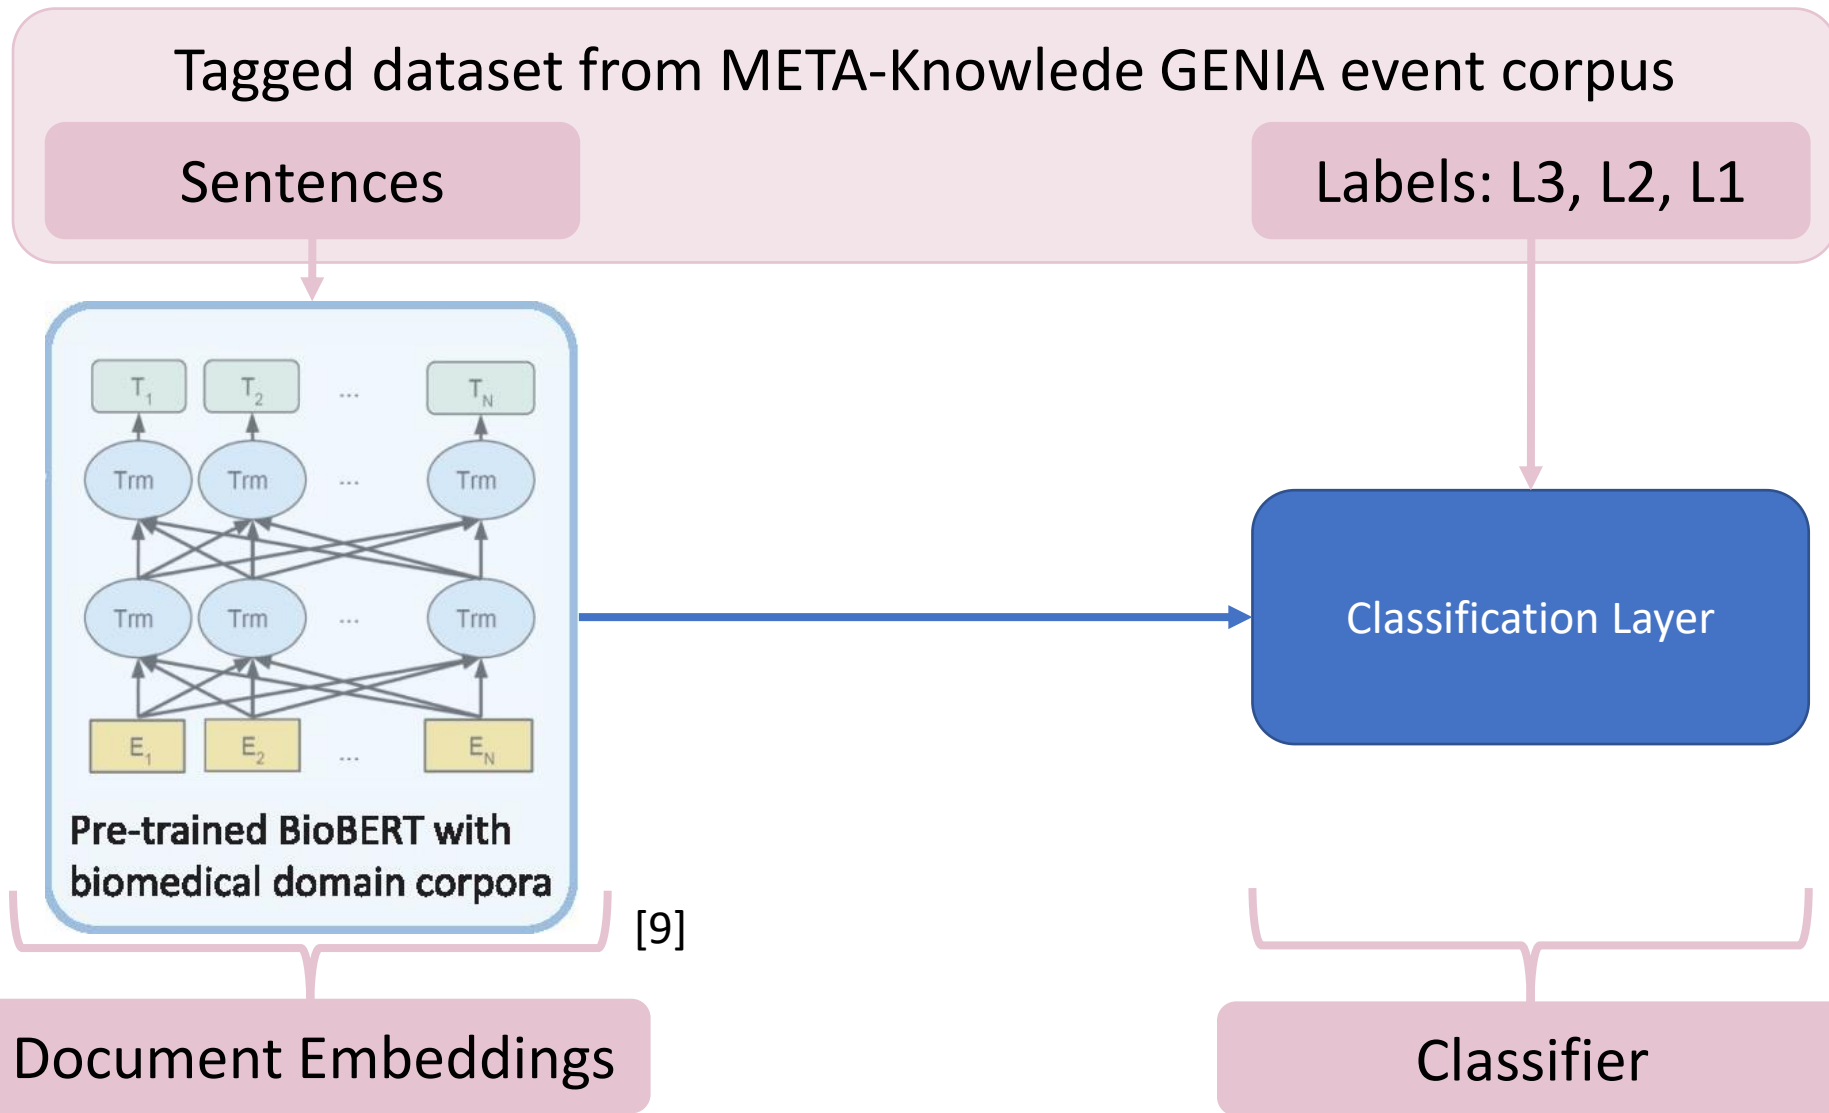 Tagged dataset from META-Knowlede GENIA event corpus
Sentences
Labels: L3, L2, L1
T1 T2 ... TN
Trm Trm ... Trm
Trm Trm ... Trm
E1 E2 ... EN
Classification Layer
Pre-trained BioBERT with
biomedical domain corpora
[9]
Document Embeddings
Classifier